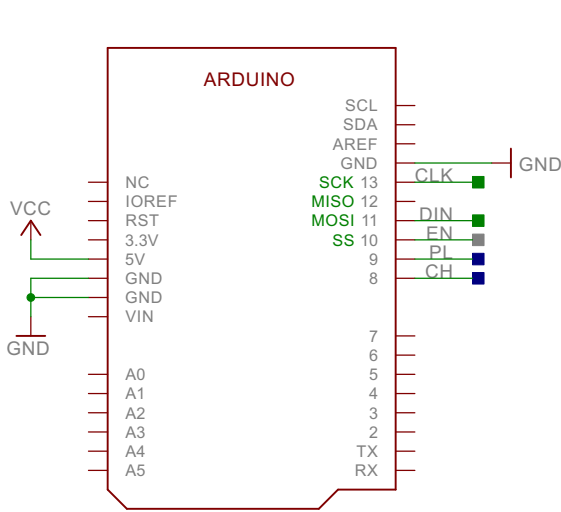 ARDUINO
SCL
SDA
AREF
GND
GND
SCK 13
CLK
MISO 12
MOSI 11
DIN
SS 10
EN
9
PL
8
CH
7
6
5
4
3
2
TX
RX
NC
IOREF
RST
3.3V
5V
GND
GND
VIN
VCC
GND
A0
A1
A2
A3
A4
A5